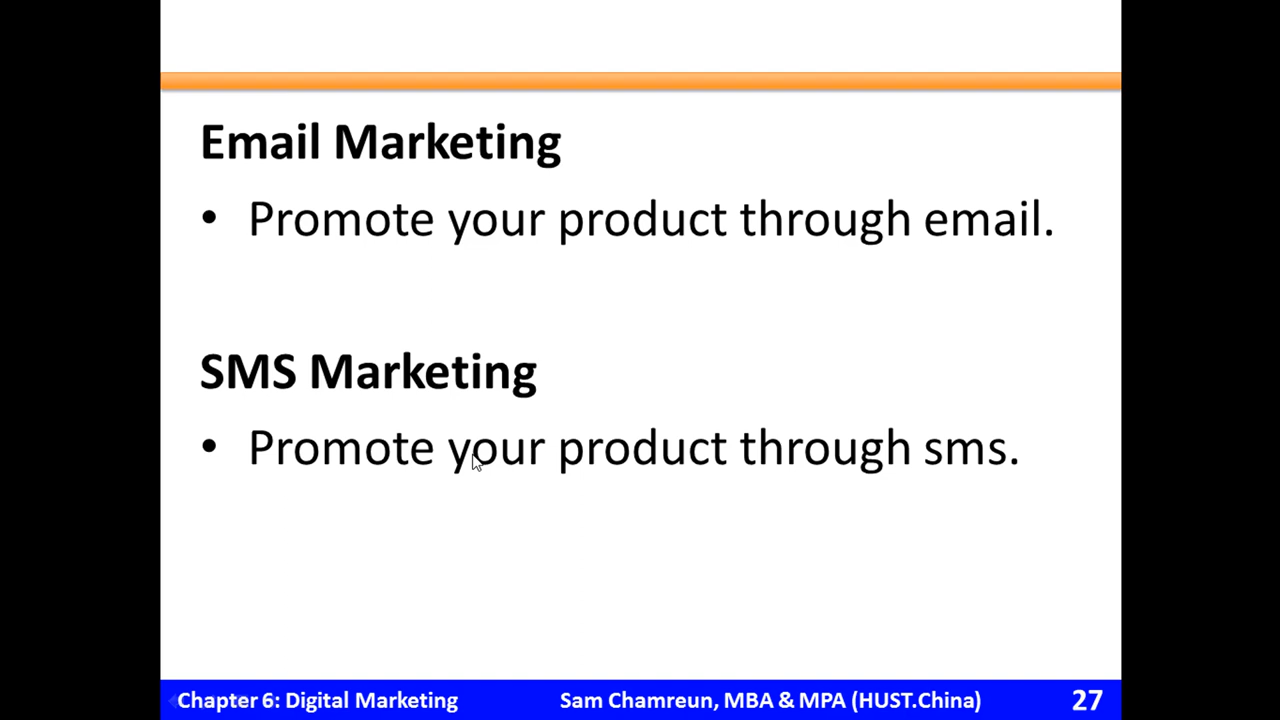 Email Marketing
• Promote your product through email.
SMS Marketing
• Promote your product through sms.
Chapter 6: Digital Marketing Sam Chamreun, MBA & MPA (HUST.China) 27